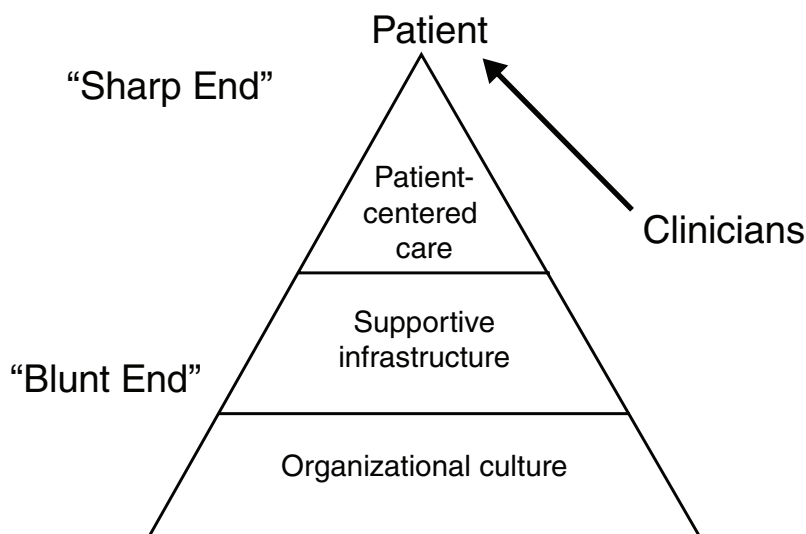 Patient
“Sharp End”
Patient-
centered
care
Clinicians
Supportive
infrastructure
“Blunt End”
Organizational culture